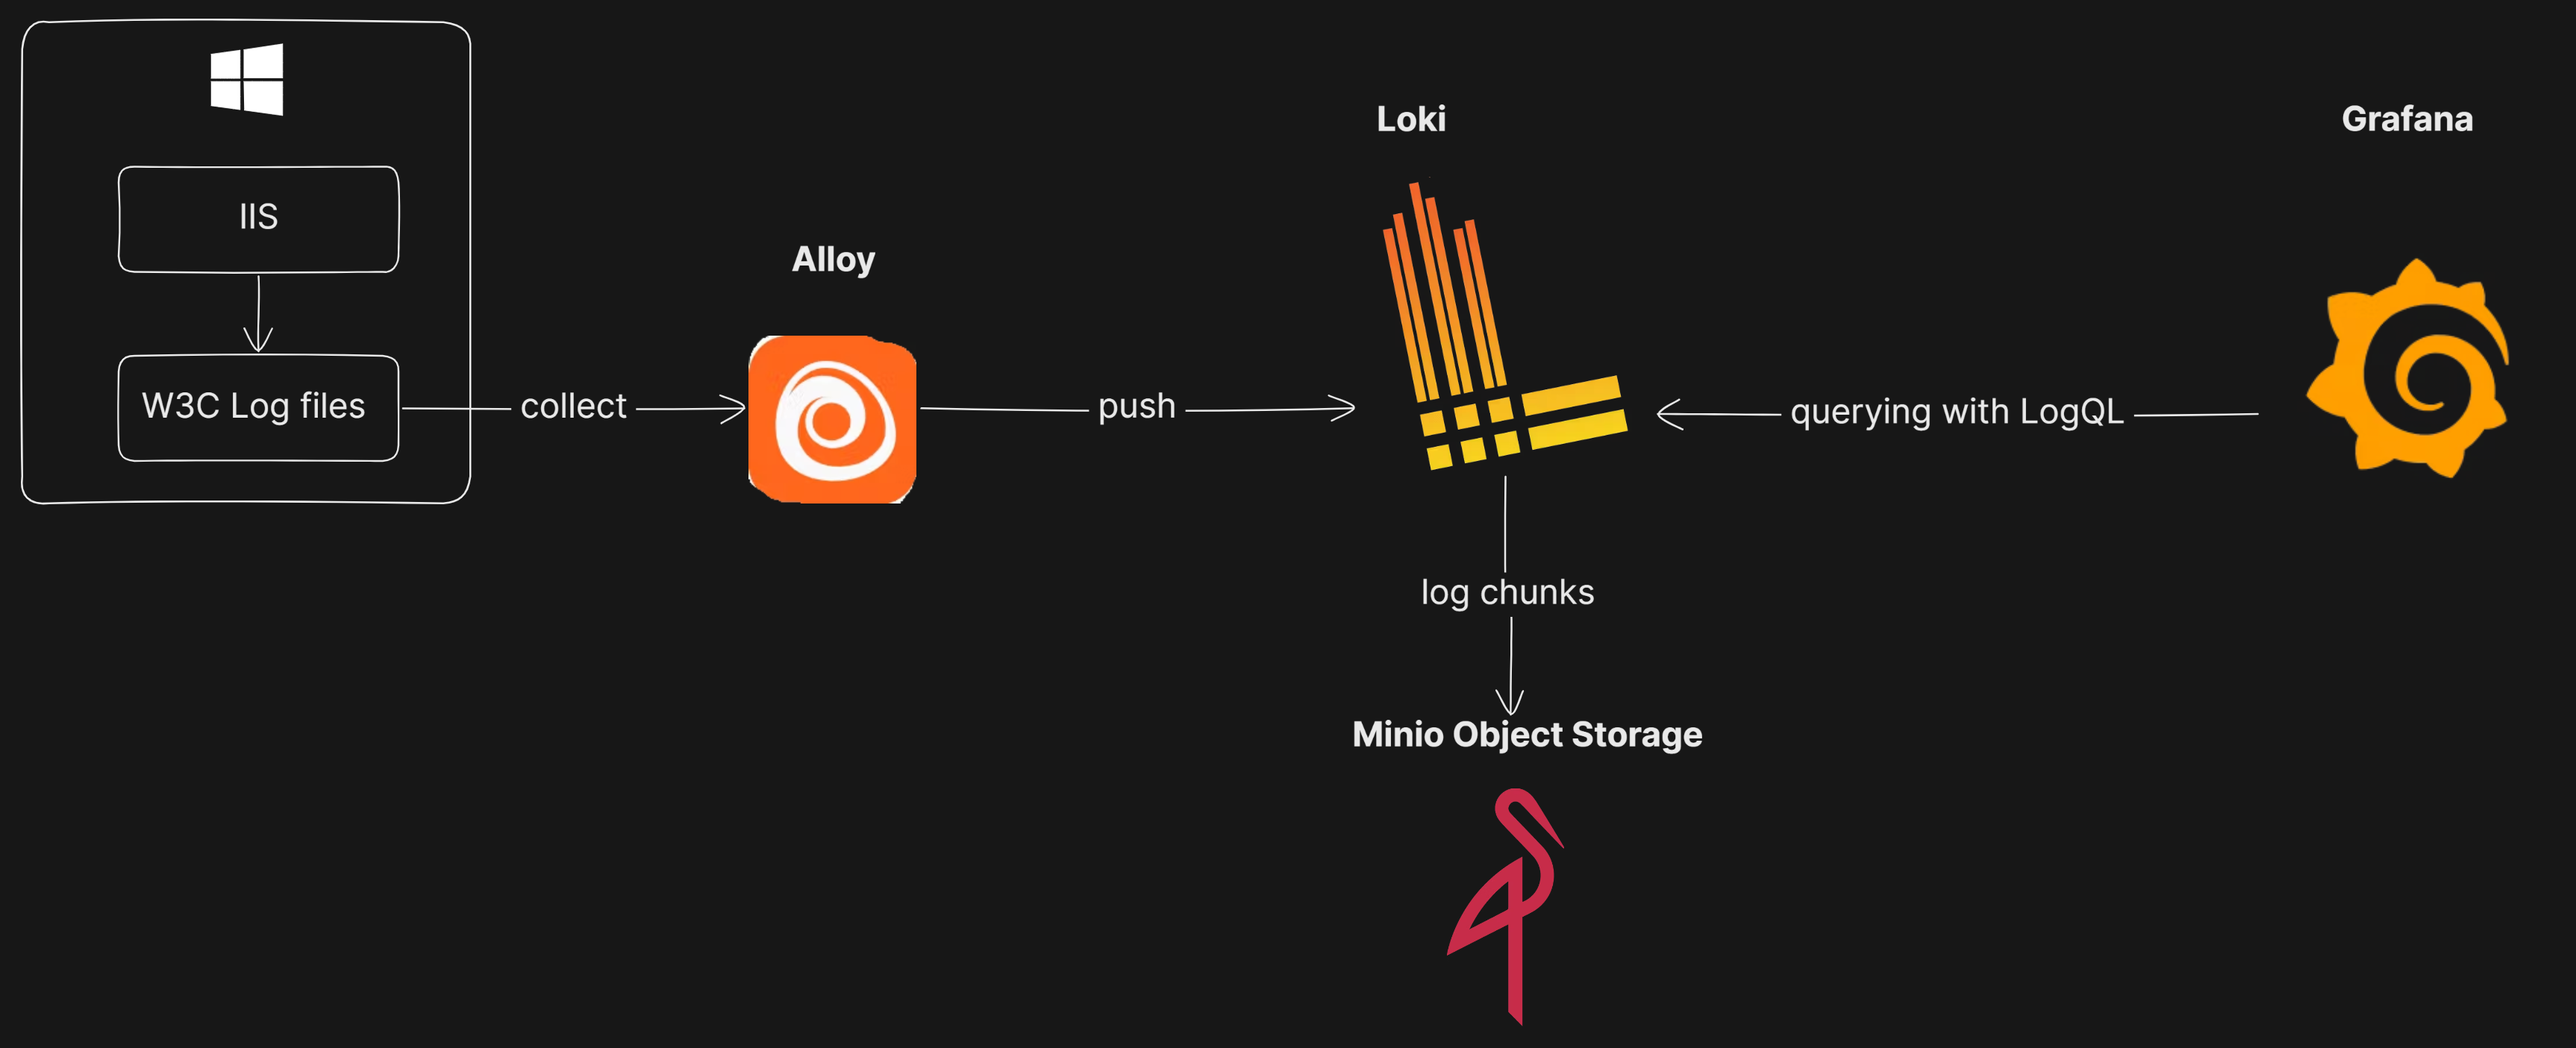 IIS
W3C Log files
collect
Alloy
push
Loki
querying with LogQL
Grafana
log chunks
Minio Object Storage